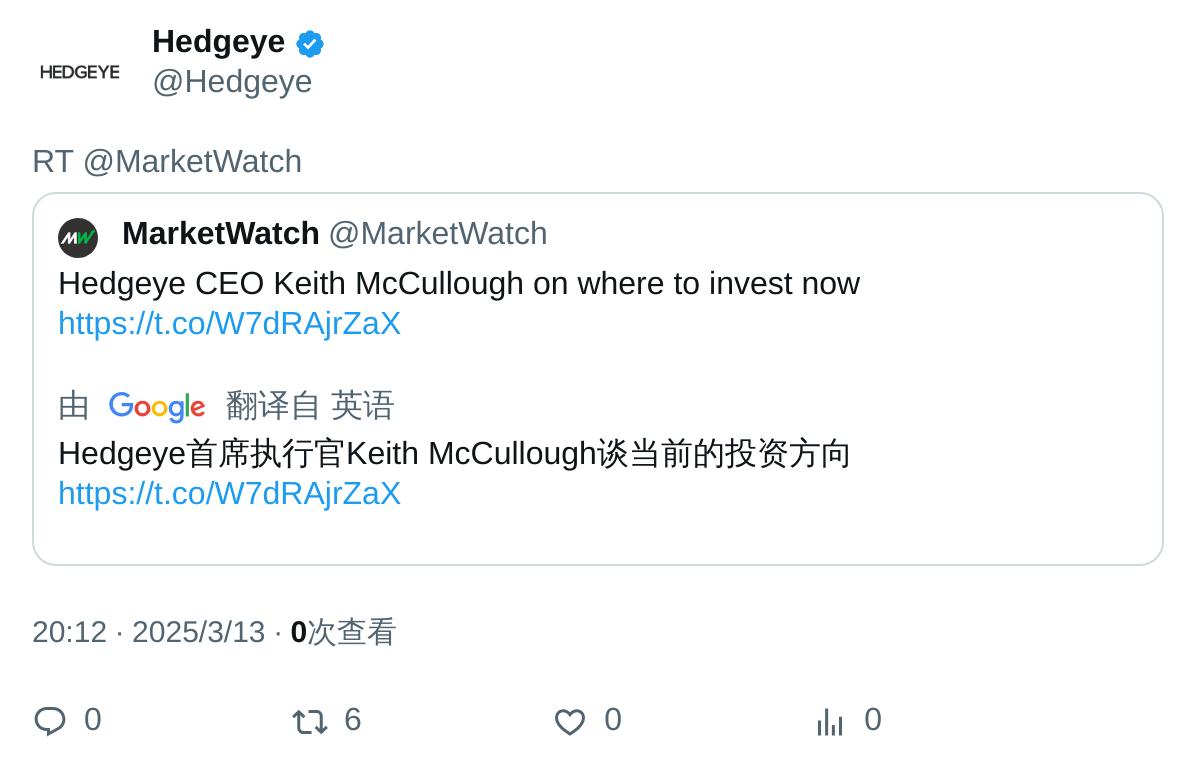 HEDGEYE
Hedgeye
@Hedgeye
RT @MarketWatch
MW MarketWatch @MarketWatch
Hedgeye CEO Keith McCullough on where to invest now
https://t.co/W7dRAjrZaX
由 Google 翻译自 英语
Hedgeye首席执行官Keith McCullough谈当前的投资方向
https://t.co/W7dRAjrZaX
20:12 · 2025/3/13 · 0次查看
0 6 0 0